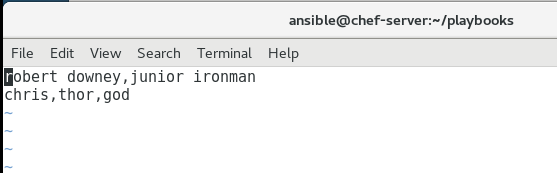 ansible@chef-server:~/playbooks
File Edit View Search Terminal Help
robert downey,junior ironman
chris,thor,god
~
~
~
~